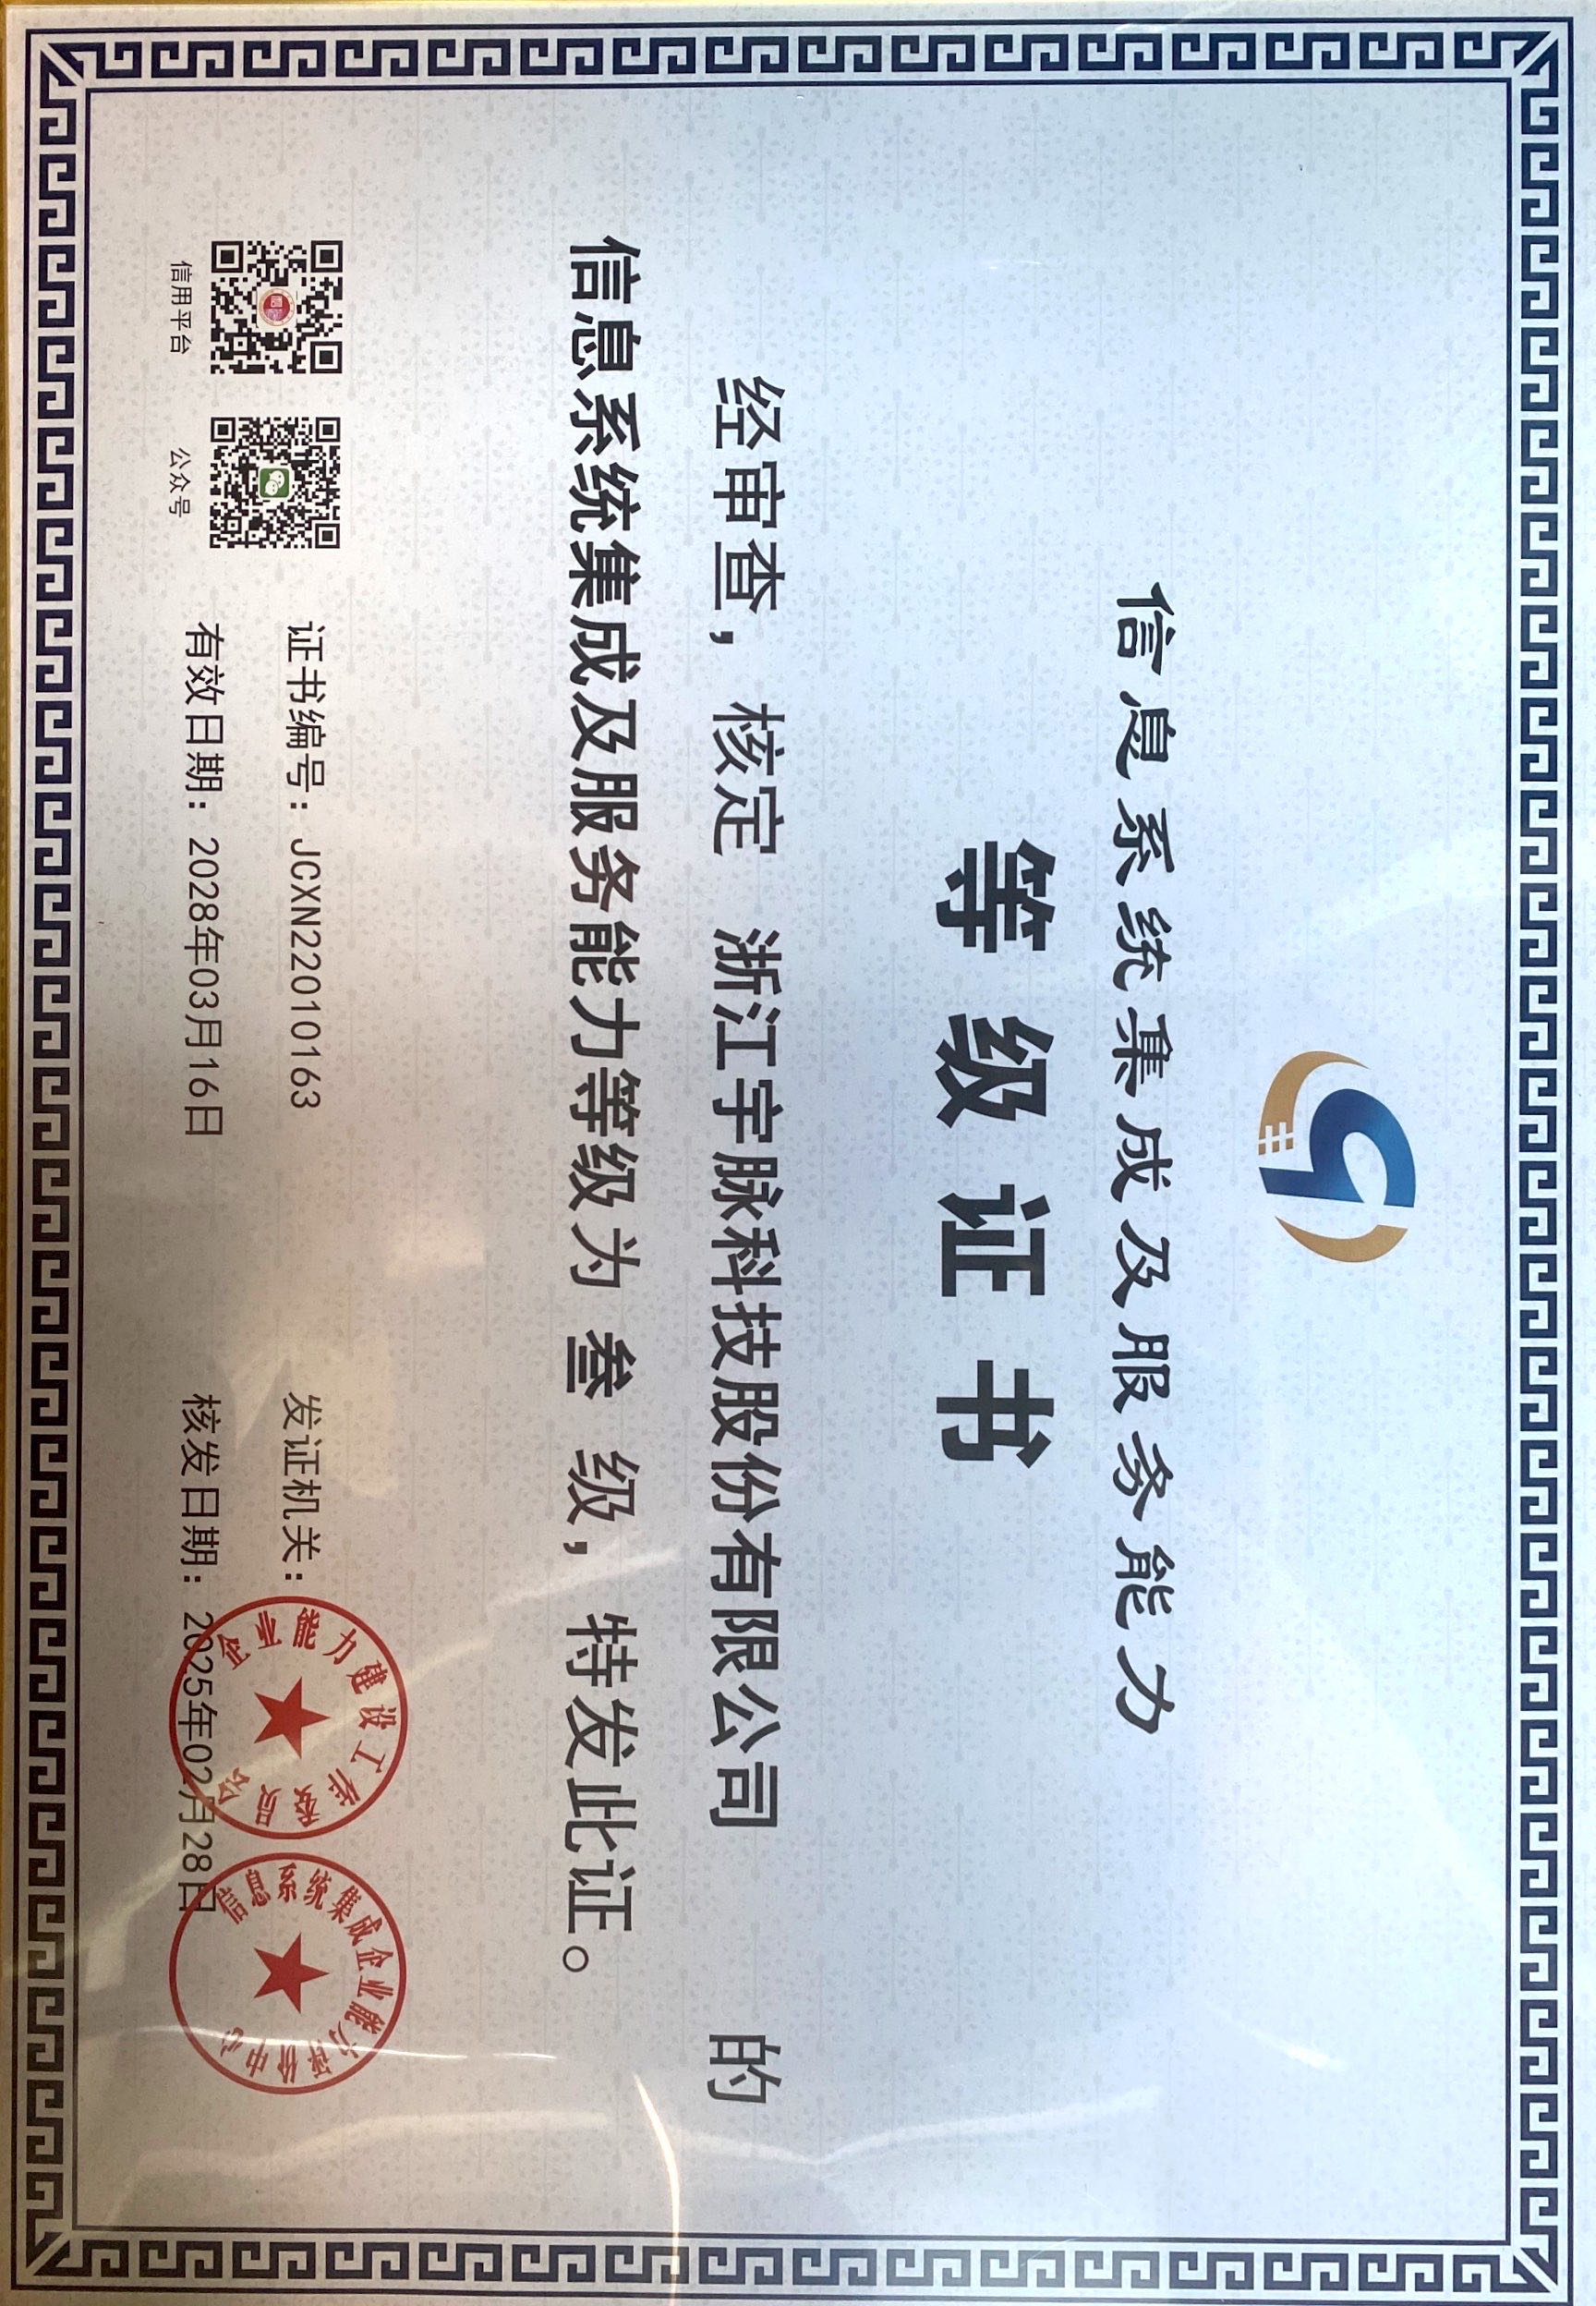 信息系统集成及服务能力
等级证书
经审查，核定 浙江宇脉科技股份有限公司 的
信息系统集成及服务能力等级为 叁 级，特发此证。
证书编号：JCXN22010163
有效日期：2028年03月16日
发证机关：
核发日期：2025年02月28日
信用平台
公众号
企业能力建设工作委员会
信息系统集成企业能力评价中心